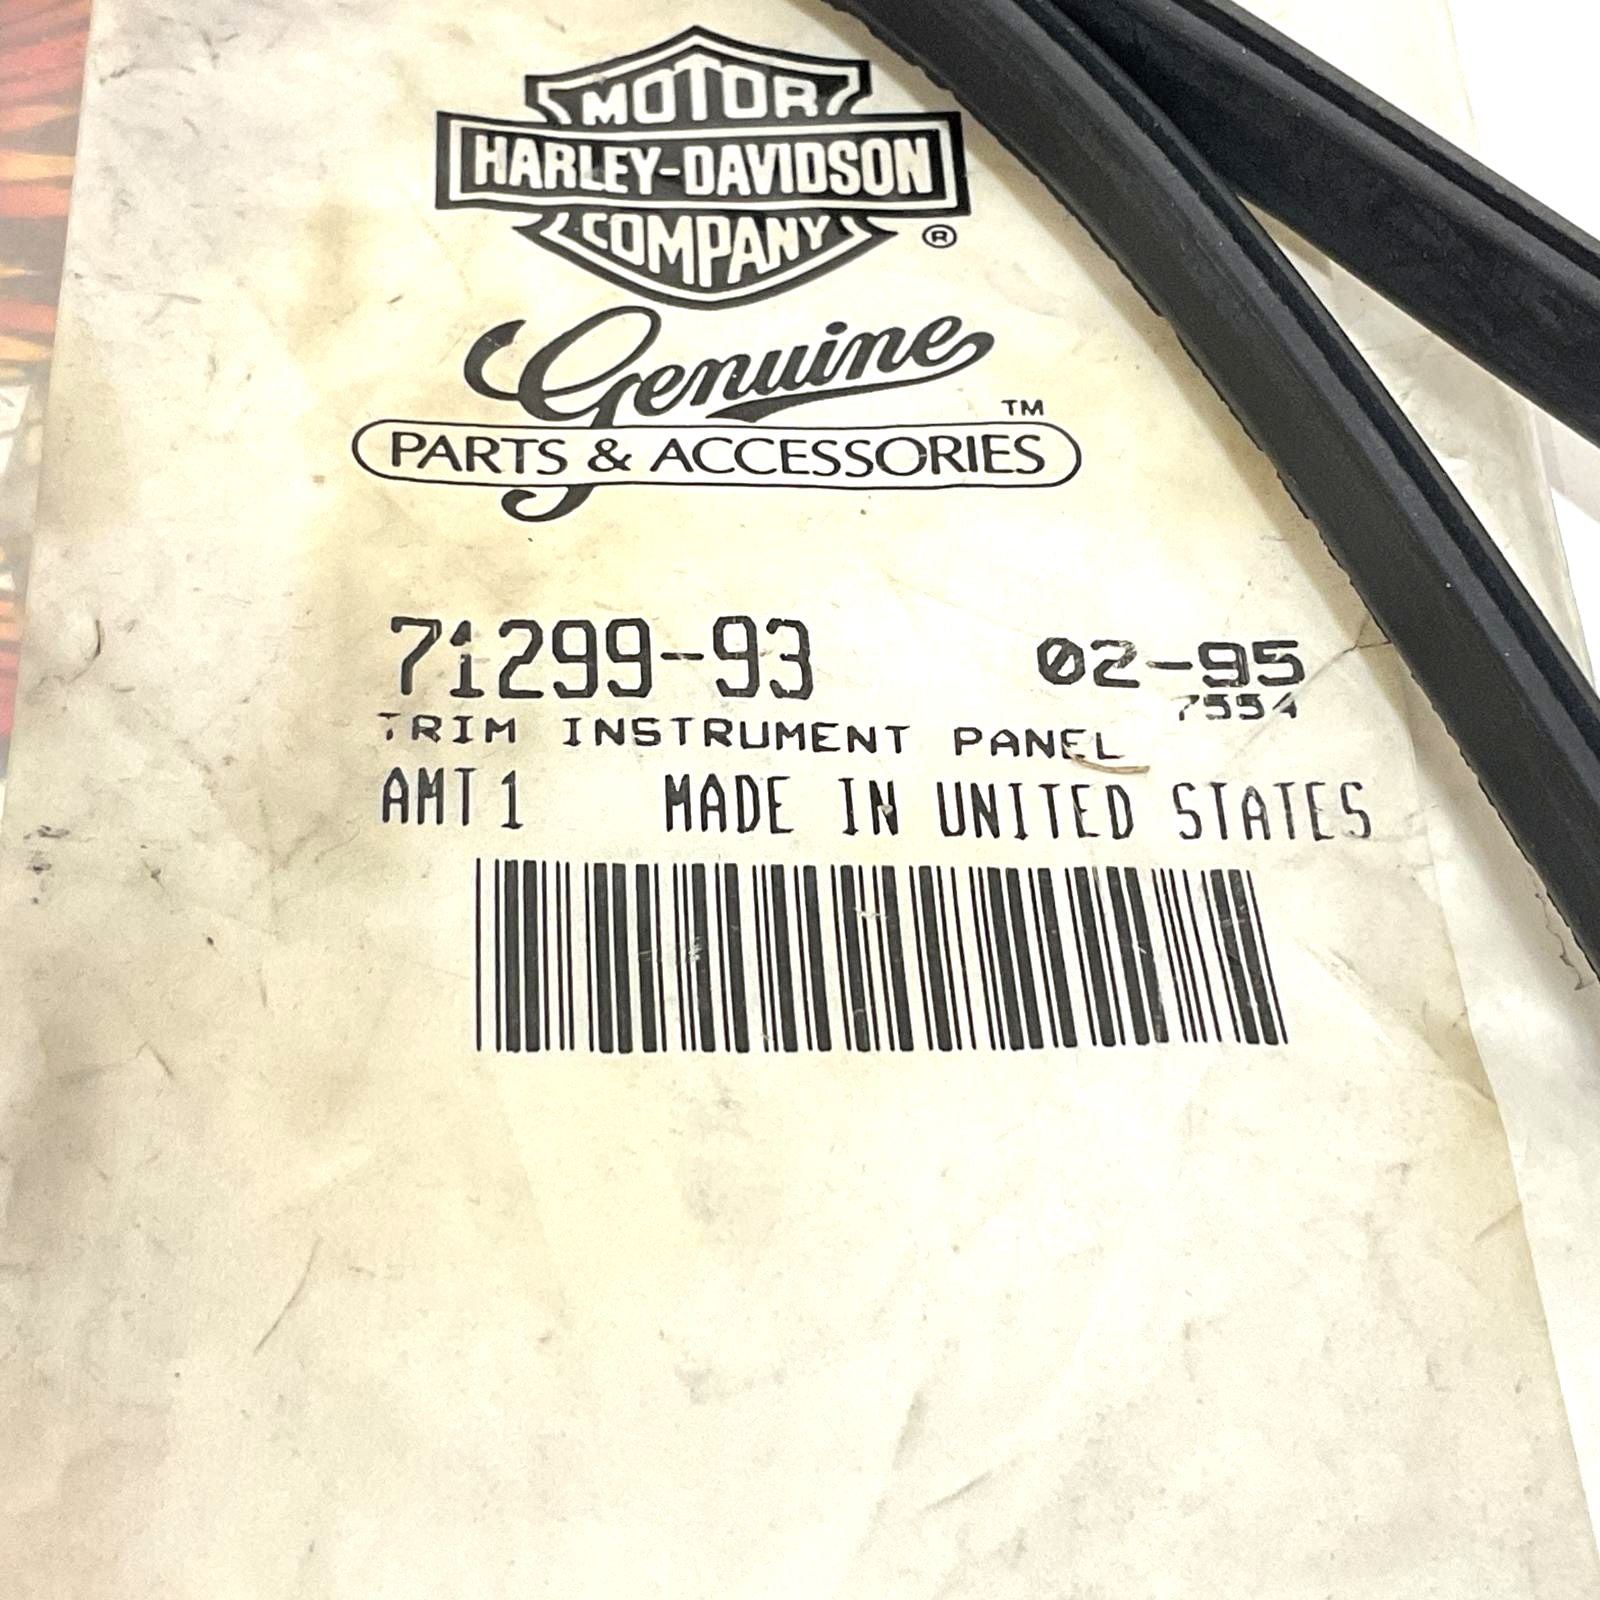 MOTOR
HARLEY-DAVIDSON
COMPANY ®
Genuine
TM
PARTS & ACCESSORIES
71299-93 02-95
7554
TRIM INSTRUMENT PANEL
AMT 1 MADE IN UNITED STATES